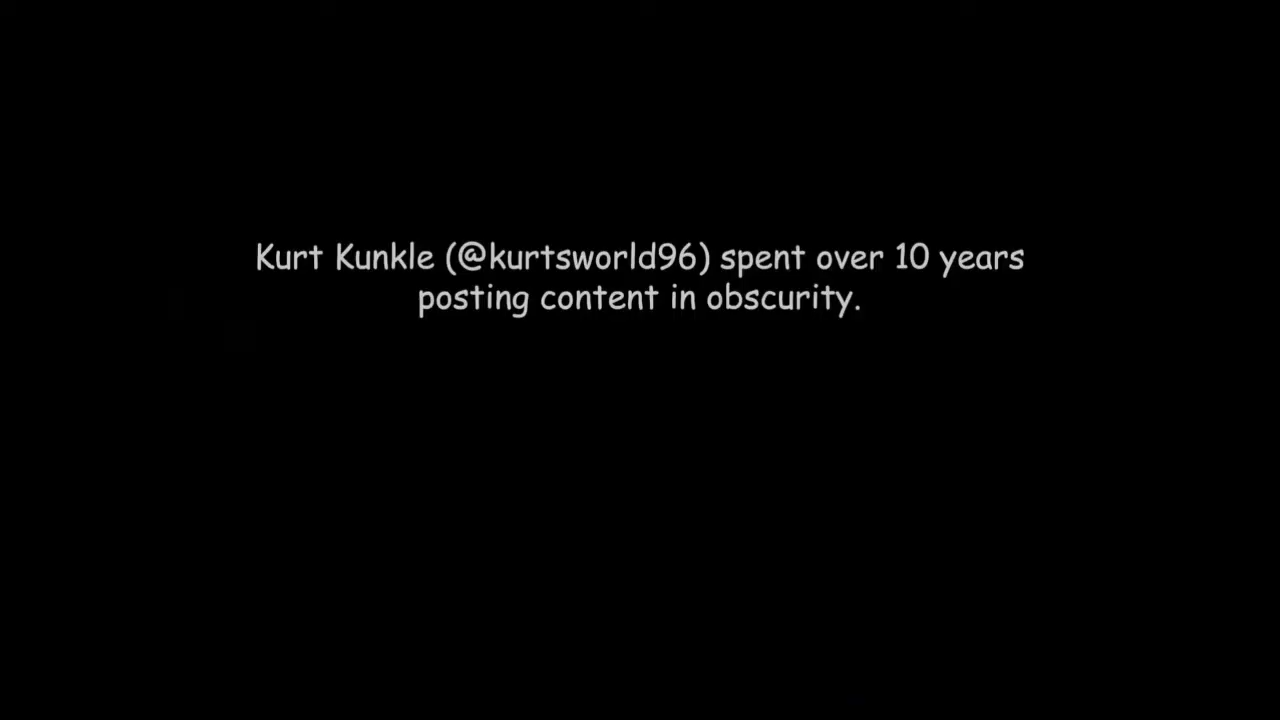 Kurt Kunkle (@kurtsworld96) spent over 10 years
posting content in obscurity.